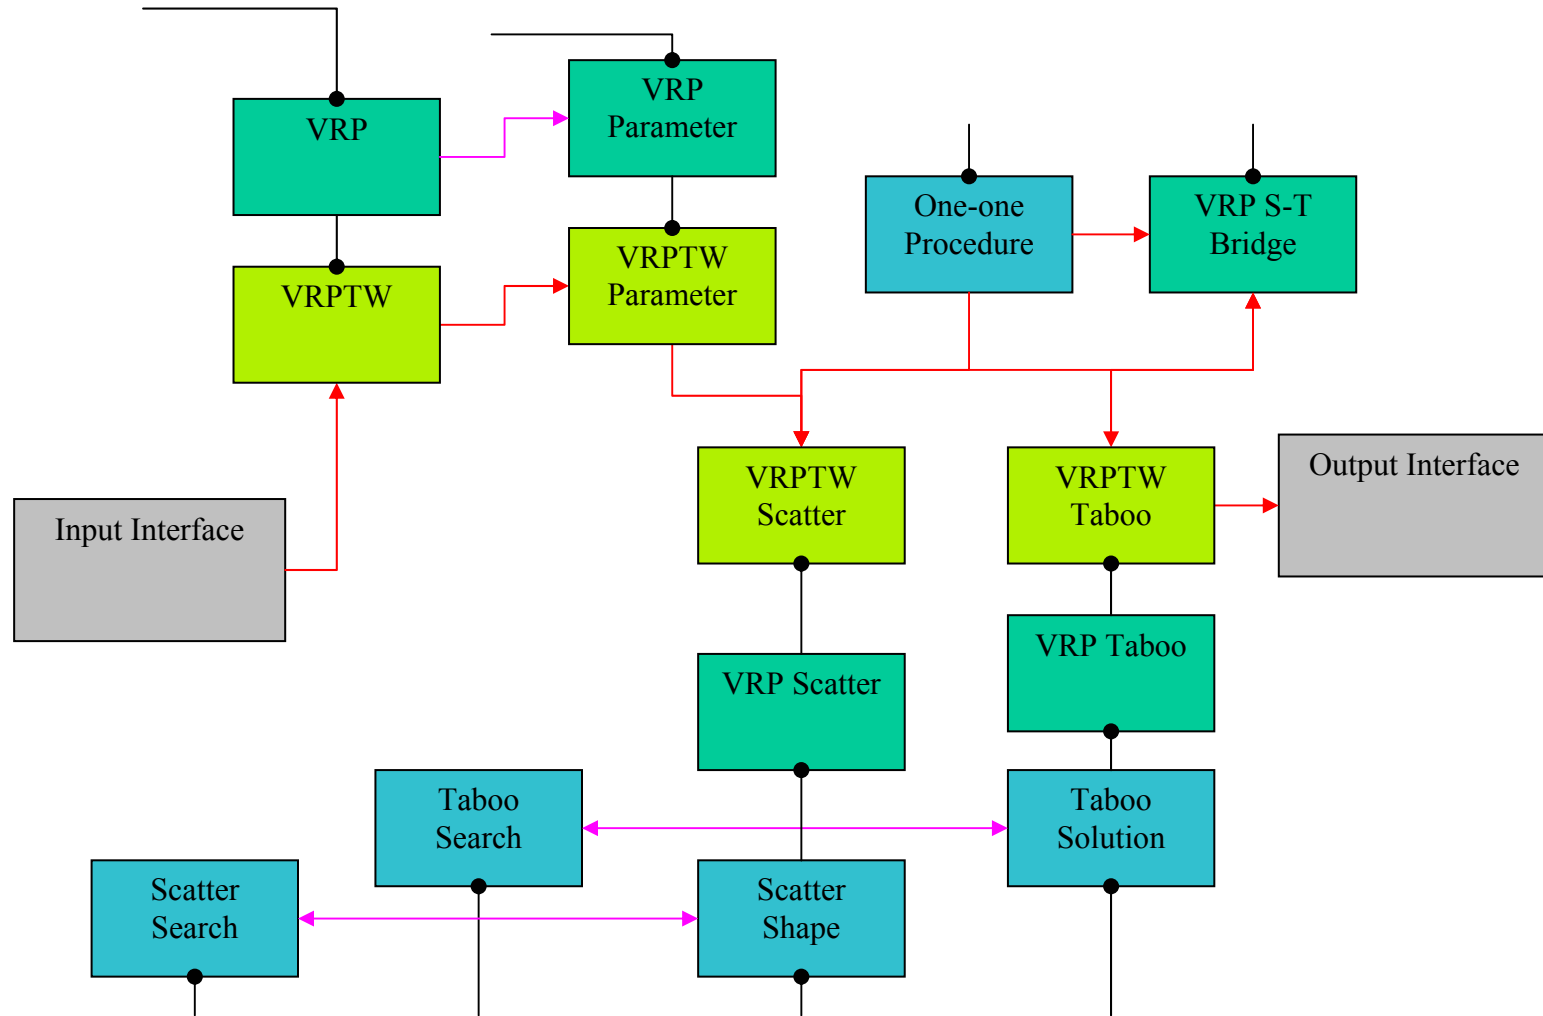 VRP
Parameter
VRP
One-one
Procedure
VRP S-T
Bridge
VRPTW
Parameter
VRPTW
VRPTW
Scatter
VRPTW
Taboo
Output Interface
Input Interface
VRP Taboo
VRP Scatter
Taboo
Search
Taboo
Solution
Scatter
Search
Scatter
Shape